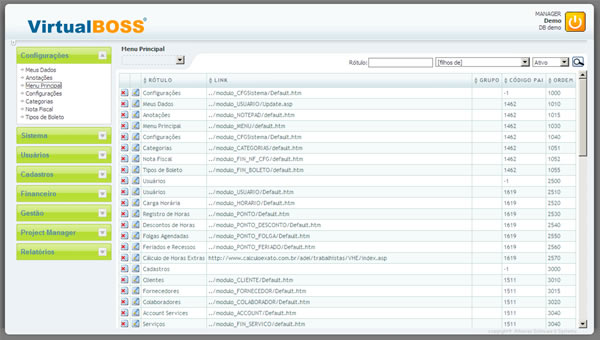 VirtualBOSS®
MANAGER
Demo
DB demo
Configurações
Meus Dados
Anotações
Menu Principal
Configurações
Categorias
Nota Fiscal
Tipos de Boleto
Sistema
Usuários
Cadastros
Financeiro
Gestão
Project Manager
Relatórios
Menu Principal
Rótulo: [filhos de] Ativo
RÓTULO LINK GRUPO CÓDIGO PAI ORDEM
Configurações ../modulo_CFGSistema/Default.htm -1 1000
Meus Dados ../modulo_USUARIO/Update.asp 1462 1010
Anotações ../modulo_NOTEPAD/default.htm 1462 1015
Menu Principal ../modulo_MENU/default.htm 1462 1030
Configurações ../modulo_CFGSistema/Default.htm 1462 1040
Categorias ../modulo_CATEGORIAS/default.htm 1462 1051
Nota Fiscal ../modulo_FIN_NF_CFG/default.htm 1462 1052
Tipos de Boleto ../modulo_FIN_BOLETO/default.htm 1462 1055
Usuários -1 2500
Usuários ../modulo_USUARIO/Default.htm 1619 2510
Carga Horária ../modulo_HORARIO/Default.htm 1619 2520
Registro de Horas ../modulo_PONTO/Default.htm 1619 2530
Descontos de Horas ../modulo_PONTO_DESCONTO/Default.htm 1619 2540
Folgas Agendadas ../modulo_PONTO_FOLGA/Default.htm 1619 2550
Feriados e Recessos ../modulo_PONTO_FERIADO/Default.htm 1619 2560
Cálculo de Horas Extras http://www.calculoexato.com.br/adel/trabalhistas/VHE/index.asp 1619 2570
Cadastros -1 3000
Clientes ../modulo_CLIENTE/Default.htm 1511 3010
Fornecedores ../modulo_FORNECEDOR/Default.htm 1511 3015
Colaboradores ../modulo_COLABORADOR/Default.htm 1511 3020
Account Services ../modulo_ACCOUNT/Default.htm 1511 3030
Serviços ../modulo_FIN_SERVICO/Default.htm 1511 3040